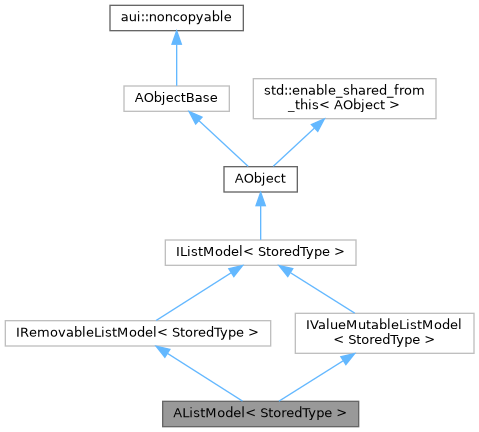 aui::noncopyable
AObjectBase
std::enable_shared_from
_this< AObject >
AObject
IListModel< StoredType >
IRemovableListModel< StoredType >
IValueMutableListModel
< StoredType >
AListModel< StoredType >